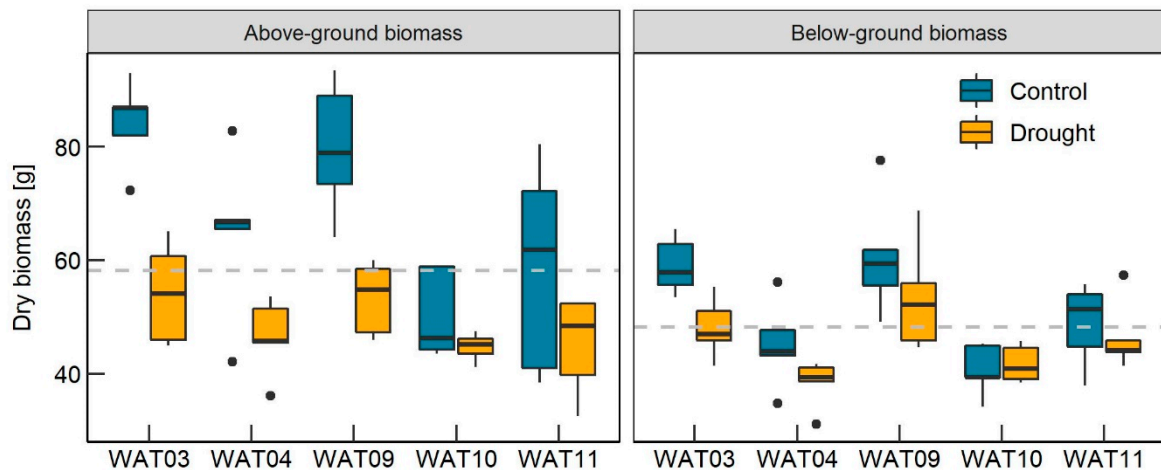 Above-ground biomass
Below-ground biomass
Control
Drought
Dry biomass [g]
80
60
40
WAT03 WAT04 WAT09 WAT10 WAT11
WAT03 WAT04 WAT09 WAT10 WAT11